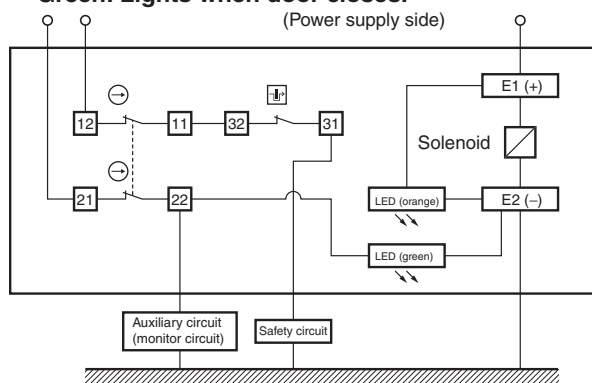 Green: Lights when door closes.
(Power supply side)
E1 (+)
12
11
32
31
Solenoid
21
22
LED (orange)
E2 (−)
LED (green)
Auxiliary circuit
(monitor circuit)
Safety circuit